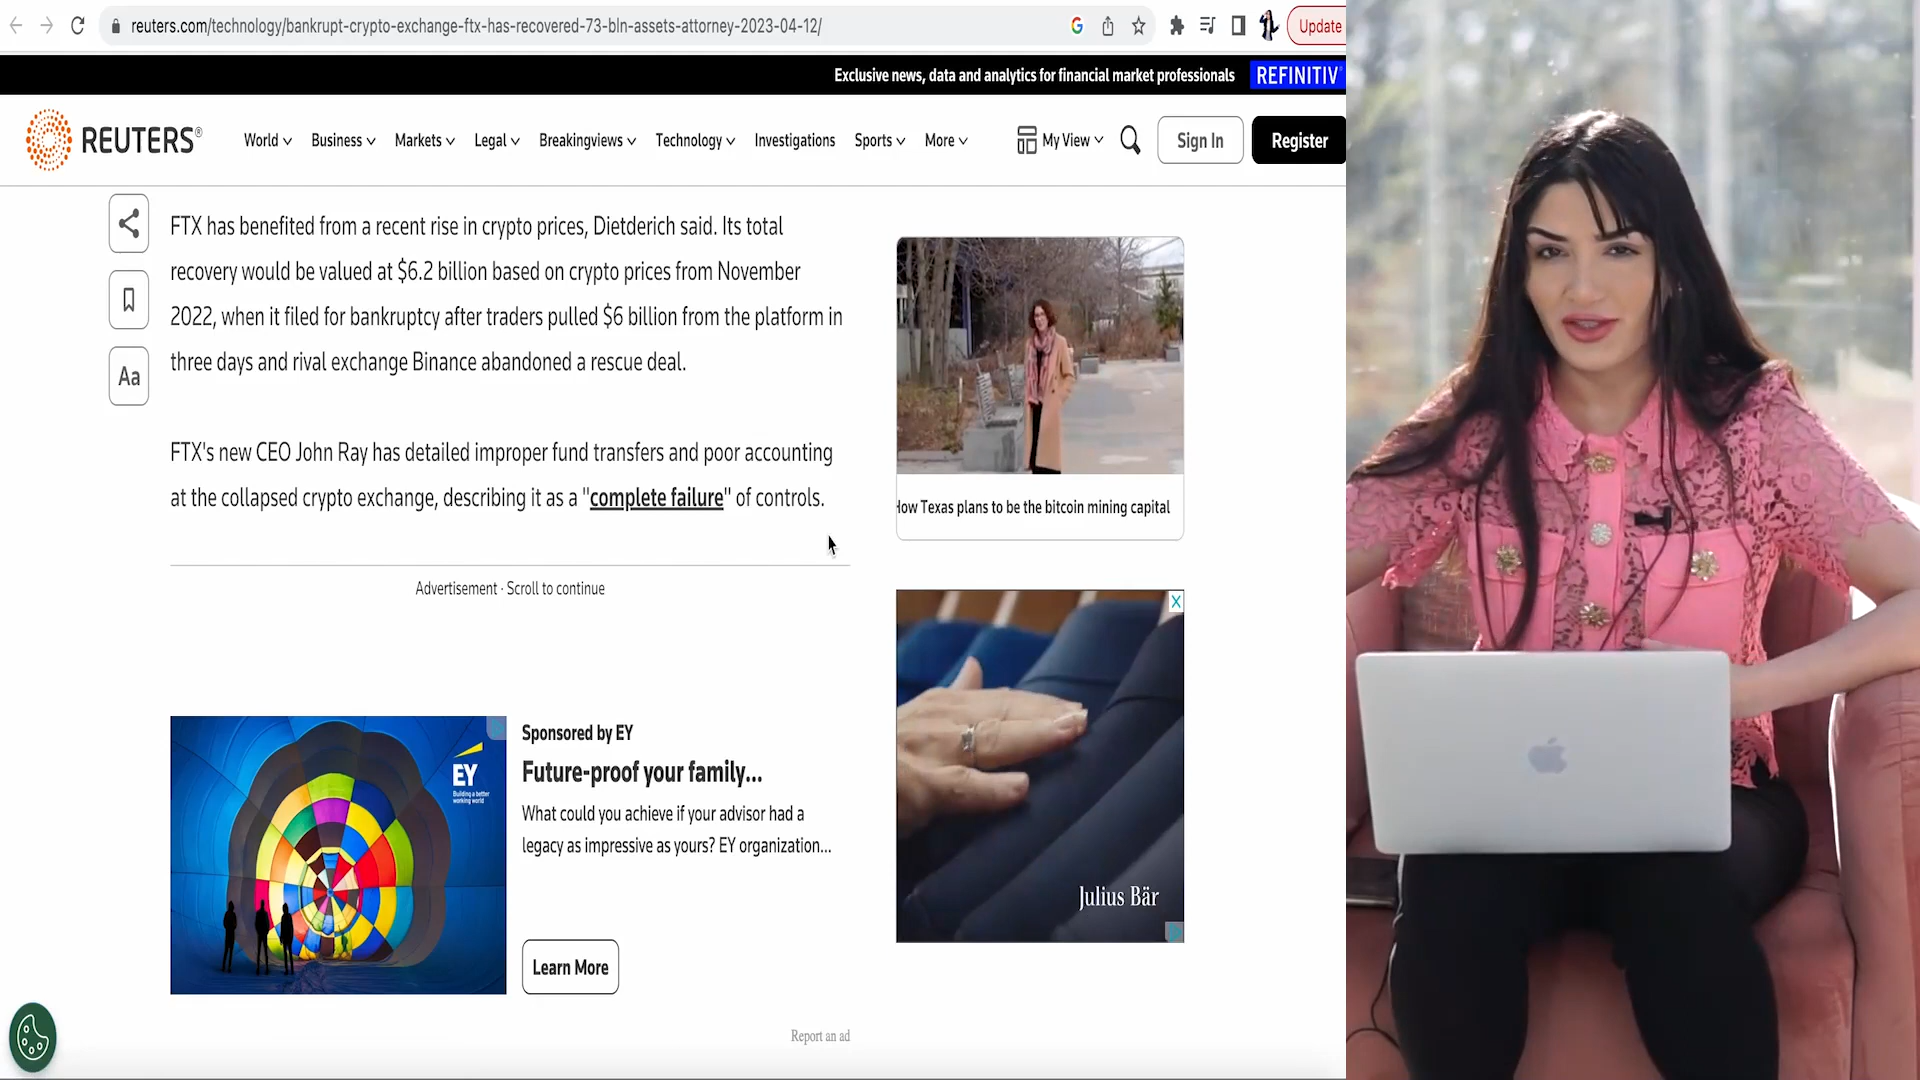 reuters.com/technology/bankrupt-crypto-exchange-ftx-has-recovered-73-bln-assets-attorney-2023-04-12/
Update
Exclusive news, data and analytics for financial market professionals
REFINITIV
REUTERS®
World
Business
Markets
Legal
Breakingviews
Technology
Investigations
Sports
More
My View
Sign In
Register
FTX has benefited from a recent rise in crypto prices, Dietderich said. Its total
recovery would be valued at $6.2 billion based on crypto prices from November
2022, when it filed for bankruptcy after traders pulled $6 billion from the platform in
three days and rival exchange Binance abandoned a rescue deal.
Aa
FTX's new CEO John Ray has detailed improper fund transfers and poor accounting
at the collapsed crypto exchange, describing it as a "complete failure" of controls.
How Texas plans to be the bitcoin mining capital
Advertisement · Scroll to continue
X
Julius Bär
EY
Building a better
working world
Sponsored by EY
Future-proof your family...
What could you achieve if your advisor had a
legacy as impressive as yours? EY organization...
Learn More
Report an ad